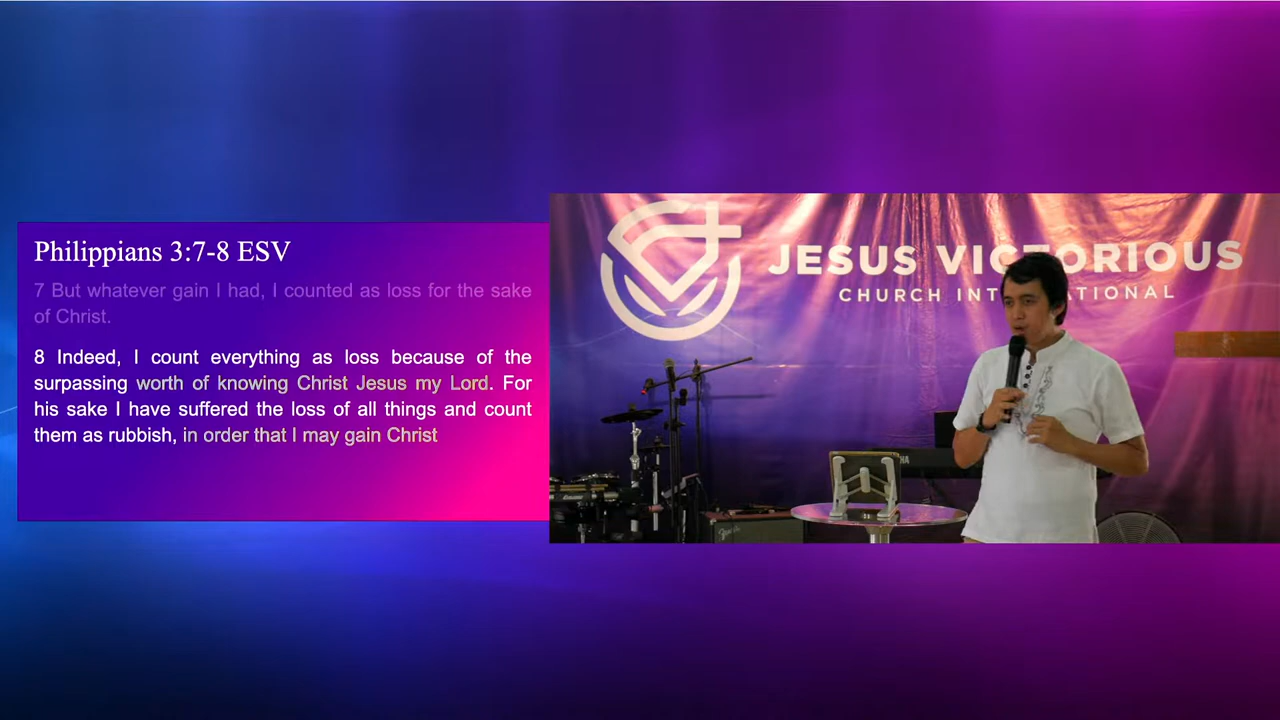 Philippians 3:7-8 ESV
7 But whatever gain I had, I counted as loss for the sake
of Christ.
8 Indeed, I count everything as loss because of the
surpassing worth of knowing Christ Jesus my Lord. For
his sake I have suffered the loss of all things and count
them as rubbish, in order that I may gain Christ
JESUS VICTORIOUS
CHURCH INT ATIONAL
Fender